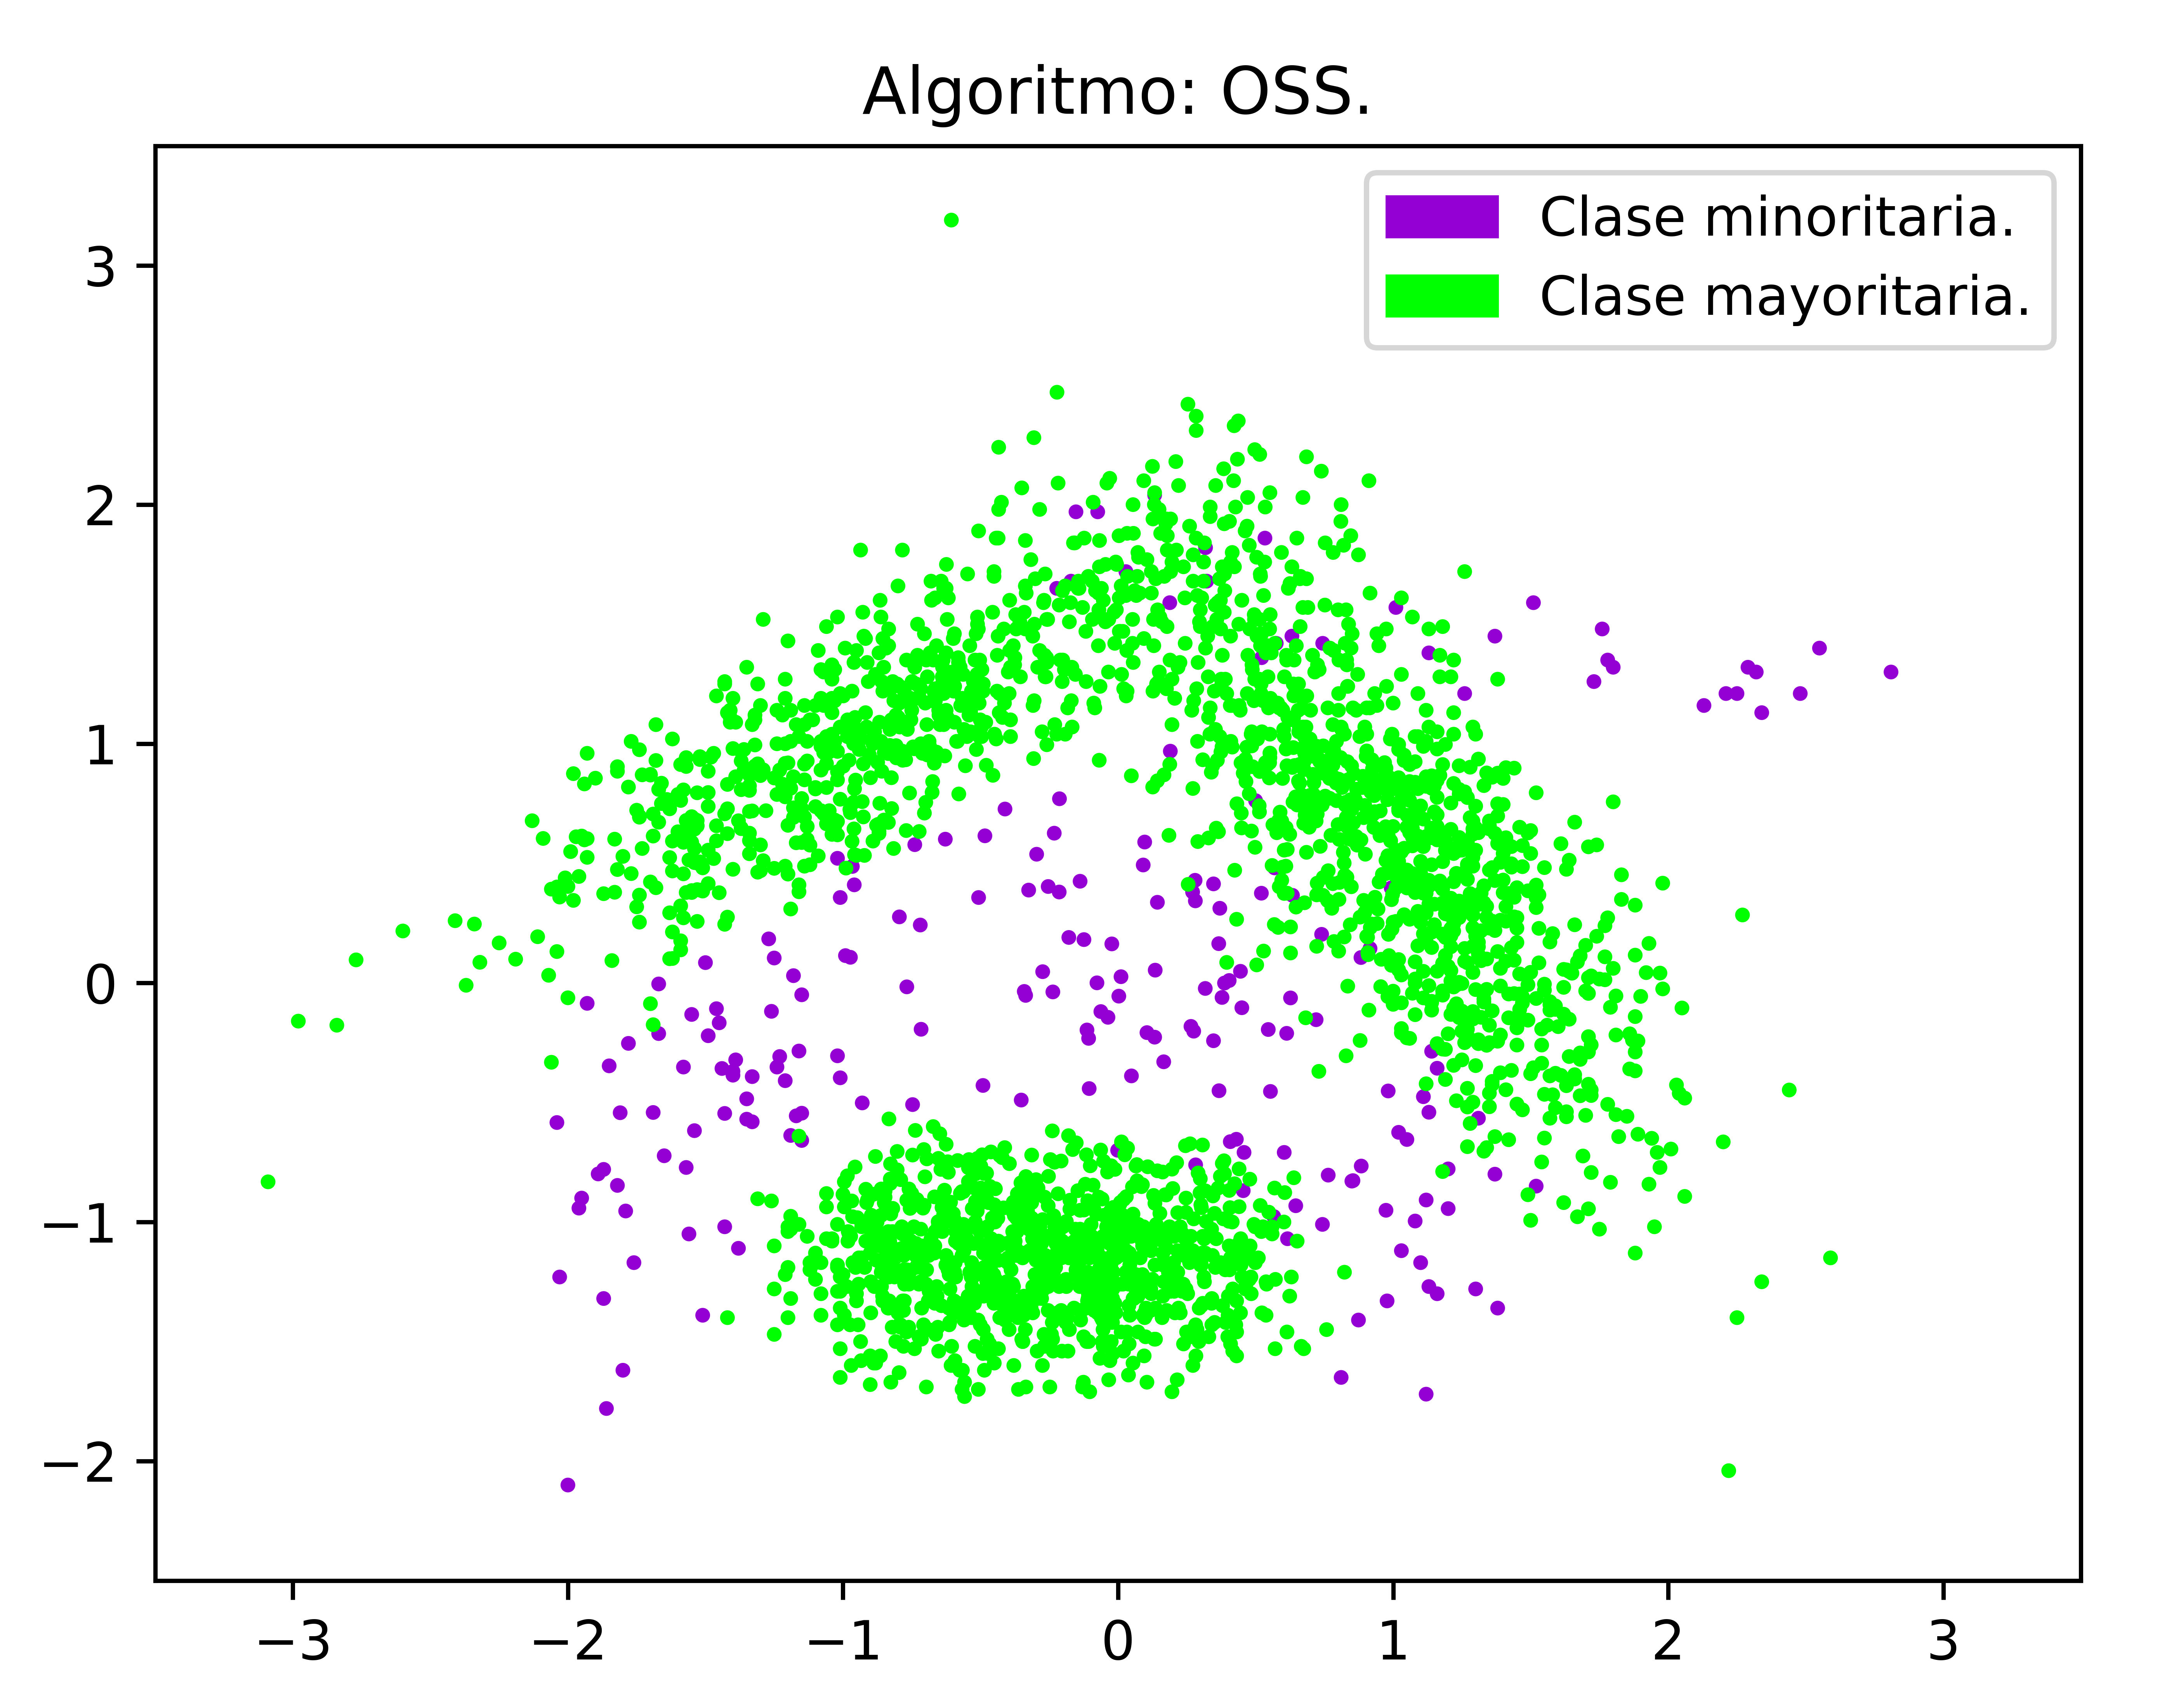 Algoritmo: OSS.
Clase minoritaria.
Clase mayoritaria.
3
2
1
0
−1
−2
−3 −2 −1 0 1 2 3